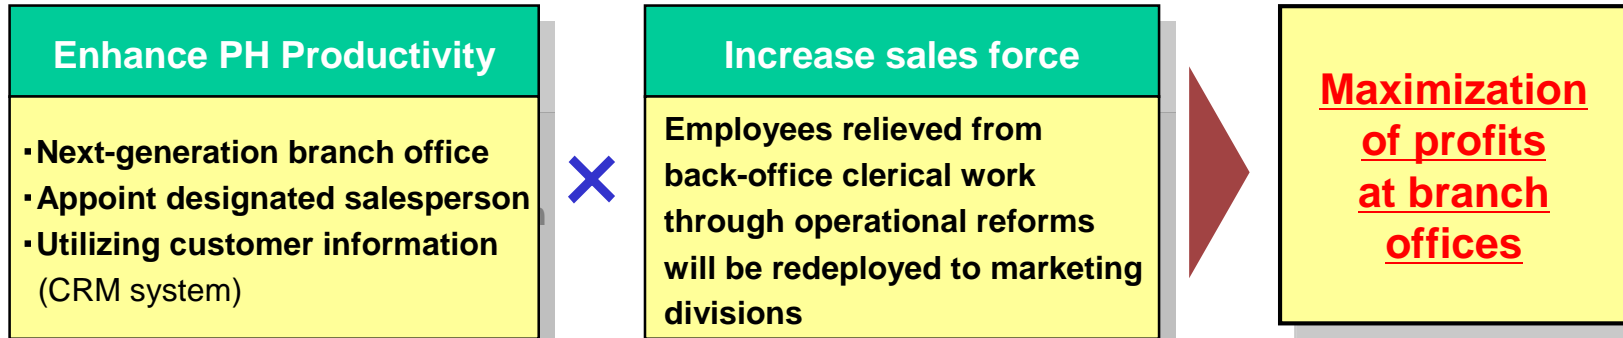 Enhance PH Productivity
・Next-generation branch office
・Appoint designated salesperson
・Utilizing customer information
(CRM system)
×
Increase sales force
Employees relieved from
back-office clerical work
through operational reforms
will be redeployed to marketing
divisions
Maximization
of profits
at branch
offices